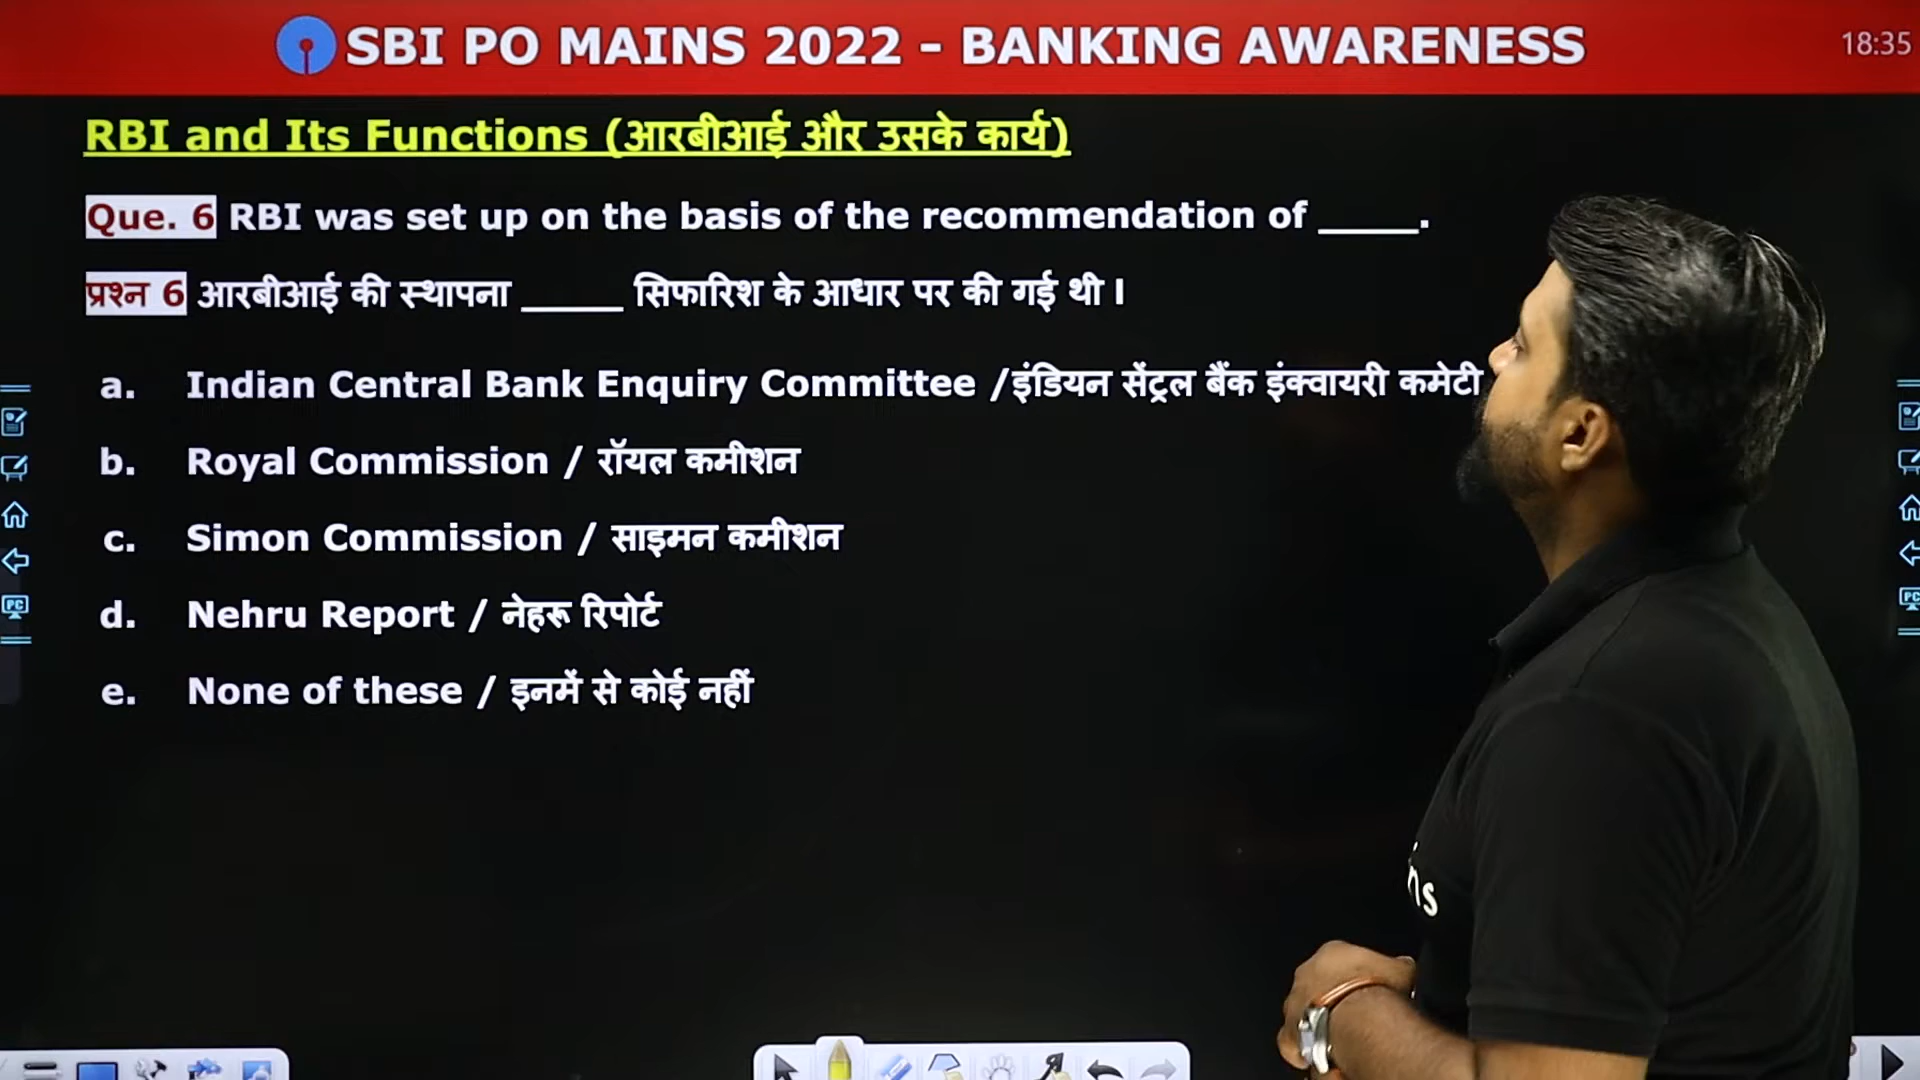 SBI PO MAINS 2022 - BANKING AWARENESS
18:35
RBI and Its Functions (आरबीआई और उसके कार्य)
Que. 6 RBI was set up on the basis of the recommendation of _____.
प्रश्न 6 आरबीआई की स्थापना _____ सिफारिश के आधार पर की गई थी ।
a. Indian Central Bank Enquiry Committee /इंडियन सेंट्रल बैंक इंक्वायरी कमेटी
b. Royal Commission / रॉयल कमीशन
c. Simon Commission / साइमन कमीशन
d. Nehru Report / नेहरू रिपोर्ट
e. None of these / इनमें से कोई नहीं
PC
PC